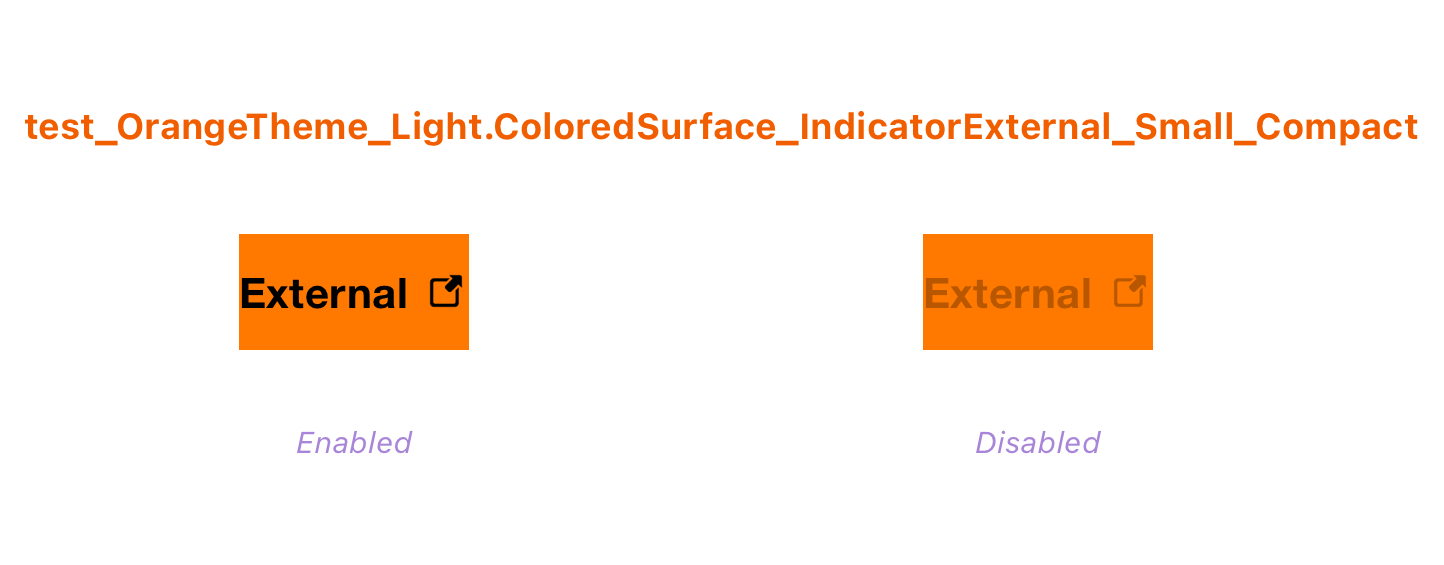 test_OrangeTheme_Light.ColoredSurface_IndicatorExternal_Small_Compact
External
External
Enabled
Disabled